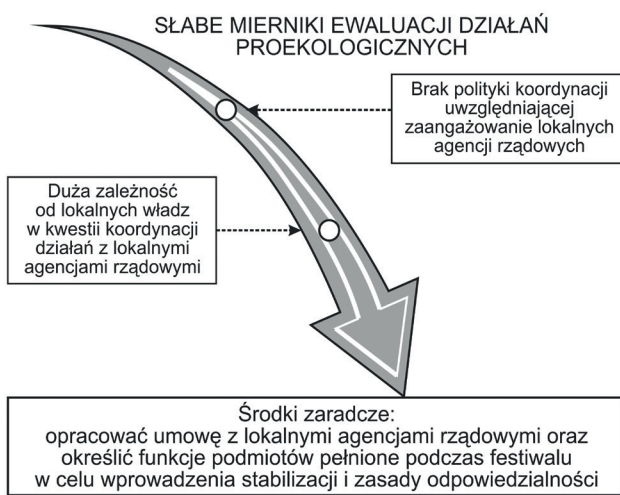 SŁABE MIERNIKI EWALUACJI DZIAŁAŃ
PROEKOLOGICZNYCH
Brak polityki koordynacji
uwzględniającej
zaangażowanie lokalnych
agencji rządowych
Duża zależność
od lokalnych władz
w kwestii koordynacji
działań z lokalnymi
agencjami rządowymi
Środki zaradcze:
opracować umowę z lokalnymi agencjami rządowymi oraz
określić funkcje podmiotów pełnione podczas festiwalu
w celu wprowadzenia stabilizacji i zasady odpowiedzialności